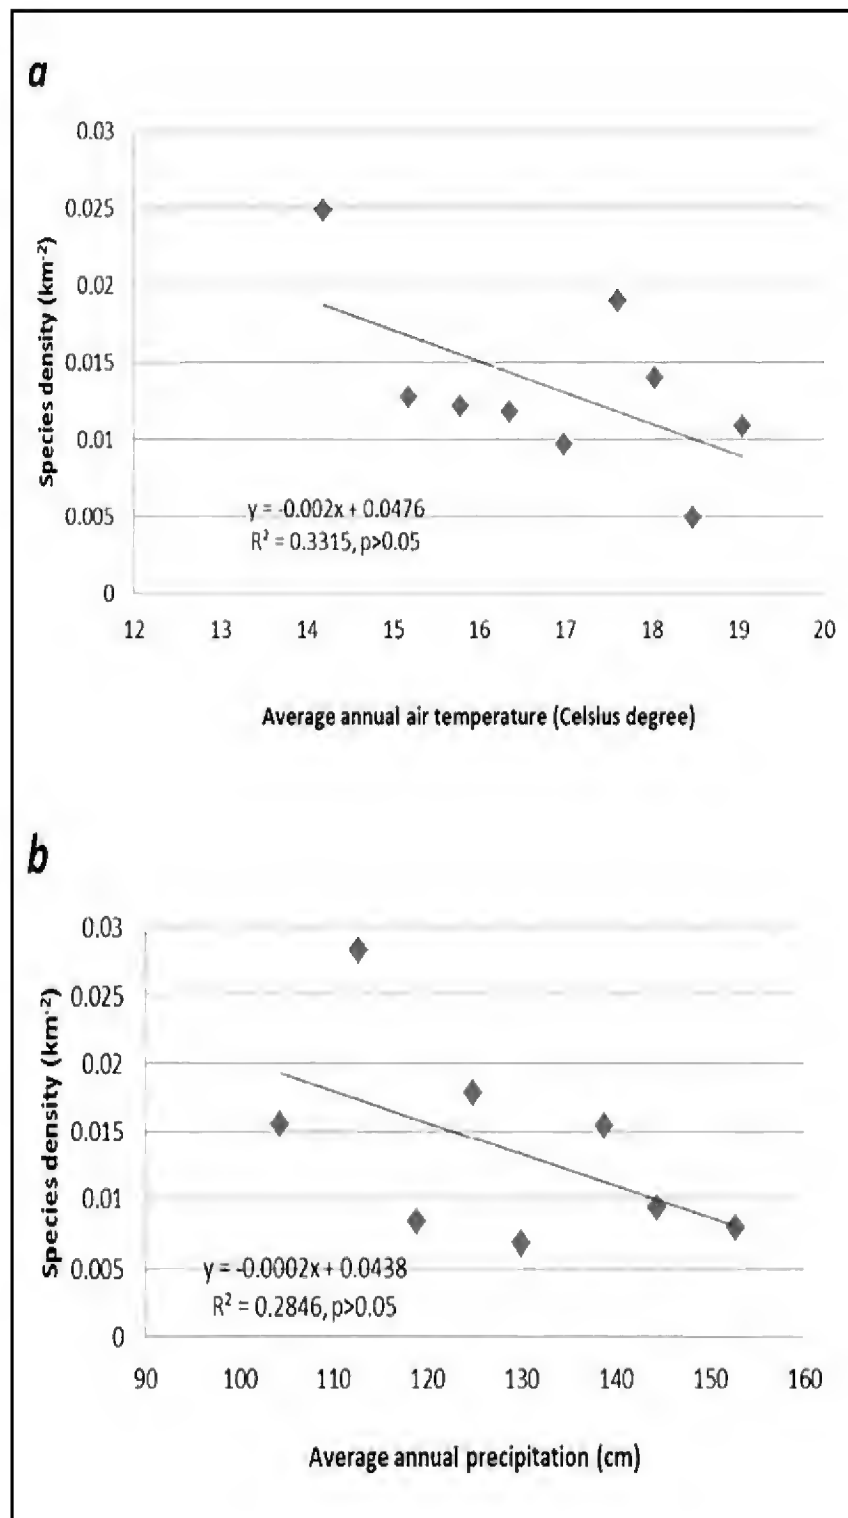 a
0.03
0.025
0.02
0.015
0.01
0.005
0
Species density (km⁻²)
y = -0.002x + 0.0476
R² = 0.3315, p>0.05
12 13 14 15 16 17 18 19 20
Average annual air temperature (Celsius degree)
b
0.03
0.025
0.02
0.015
0.01
0.005
0
Species density (km⁻²)
y = -0.0002x + 0.0438
R² = 0.2846, p>0.05
90 100 110 120 130 140 150 160
Average annual precipitation (cm)